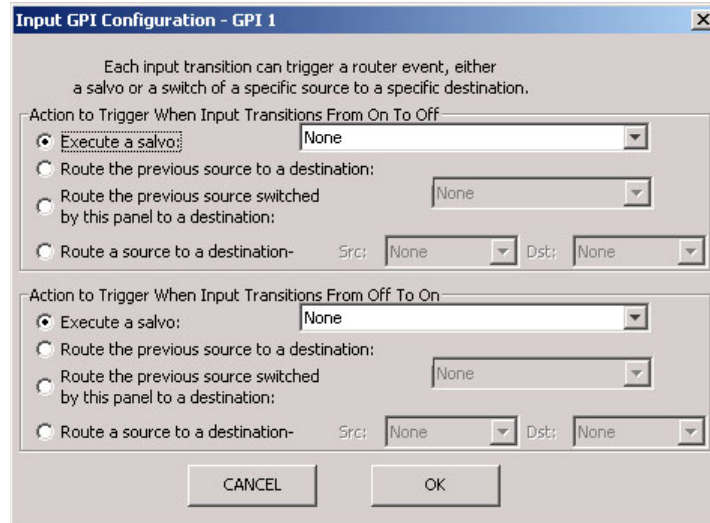 Input GPI Configuration - GPI 1
Each input transition can trigger a router event, either
a salvo or a switch of a specific source to a specific destination.
Action to Trigger When Input Transitions From On To Off
Execute a salvo: None
Route the previous source to a destination:
Route the previous source switched None
by this panel to a destination:
Route a source to a destination- Src: None Dst: None
Action to Trigger When Input Transitions From Off To On
Execute a salvo: None
Route the previous source to a destination:
Route the previous source switched None
by this panel to a destination:
Route a source to a destination- Src: None Dst: None
CANCEL OK